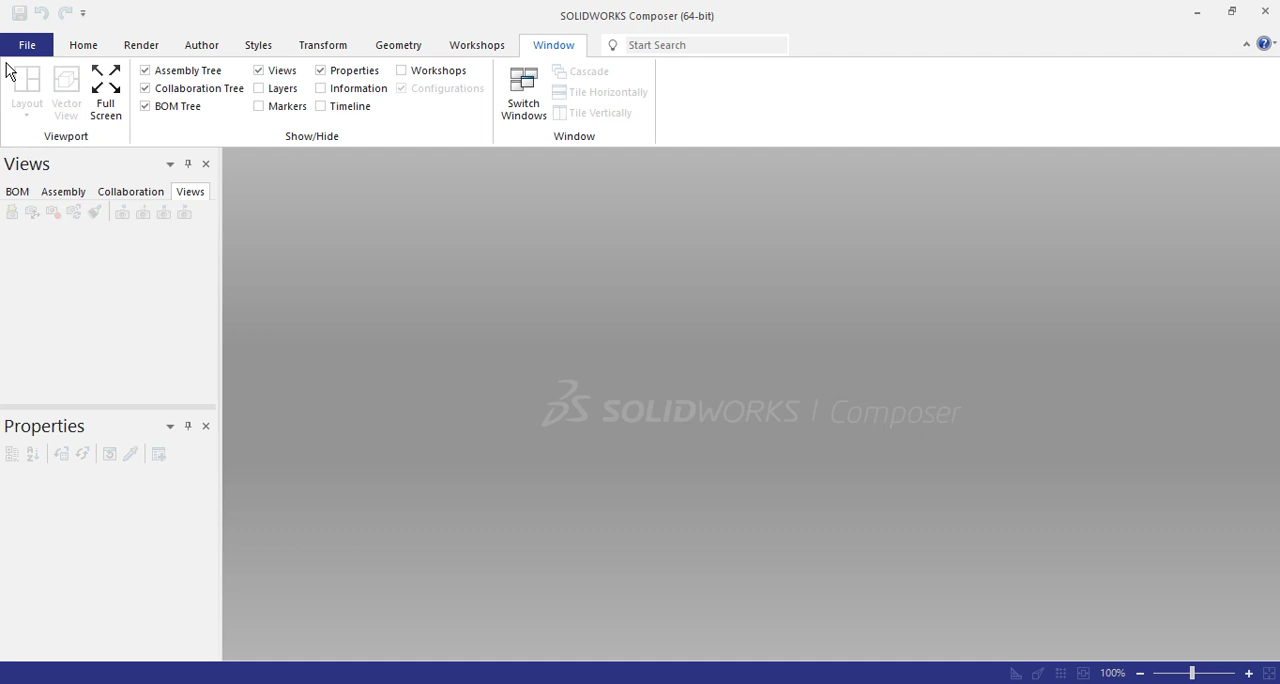 SOLIDWORKS Composer (64-bit)
File Home Render Author Styles Transform Geometry Workshops Window Start Search
Assembly Tree Views Properties Workshops Cascade
Collaboration Tree Layers Information Configurations Tile Horizontally
BOM Tree Markers Timeline Tile Vertically
Layout Vector View Full Screen Switch Windows
Viewport Show/Hide Window
Views
BOM Assembly Collaboration Views
SOLIDWORKS | Composer
Properties
100%